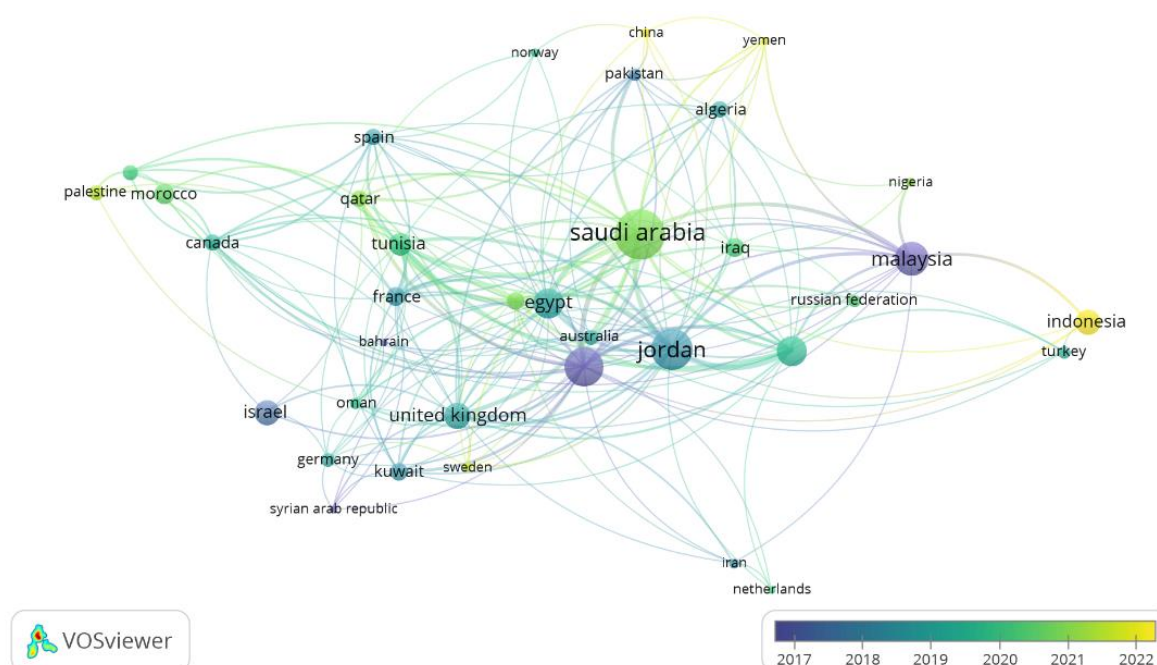 china
yemen
norway
pakistan
algeria
spain
nigeria
palestine
morocco
qatar
saudi arabia
canada
tunisia
iraq
malaysia
france
egypt
russian federation
indonesia
australia
bahrain
jordan
turkey
oman
israel
united kingdom
germany
kuwait
sweden
syrian arab republic
iran
netherlands
VOSviewer
2017 2018 2019 2020 2021 2022